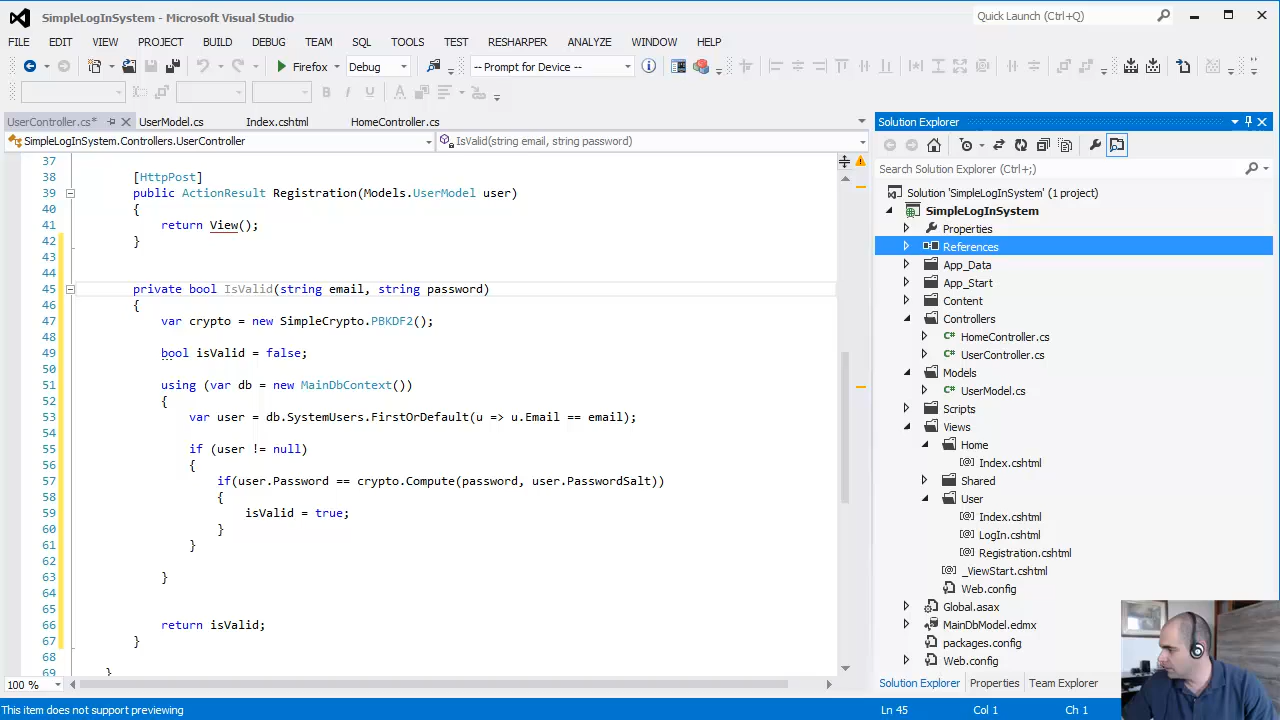 SimpleLogInSystem - Microsoft Visual Studio
Quick Launch (Ctrl+Q)
FILE EDIT VIEW PROJECT BUILD DEBUG TEAM SQL TOOLS TEST RESHARPER ANALYZE WINDOW HELP
Firefox Debug -- Prompt for Device --
B I U
UserController.cs* UserModel.cs Index.cshtml HomeController.cs
SimpleLogInSystem.Controllers.UserController IsValid(string email, string password)
37
38 [HttpPost]
39 public ActionResult Registration(Models.UserModel user)
40 {
41 return View();
42 }
43
44
45 private bool IsValid(string email, string password)
46 {
47 var crypto = new SimpleCrypto.PBKDF2();
48
49 bool isValid = false;
50
51 using (var db = new MainDbContext())
52 {
53 var user = db.SystemUsers.FirstOrDefault(u => u.Email == email);
54
55 if (user != null)
56 {
57 if(user.Password == crypto.Compute(password, user.PasswordSalt))
58 {
59 isValid = true;
60 }
61 }
62
63 }
64
65
66 return isValid;
67 }
68
69 }
100 %
Solution Explorer
Search Solution Explorer (Ctrl+;)
Solution 'SimpleLogInSystem' (1 project)
SimpleLogInSystem
Properties
References
App_Data
App_Start
Content
Controllers
C# HomeController.cs
C# UserController.cs
Models
C# UserModel.cs
Scripts
Views
Home
[@] Index.cshtml
Shared
User
[@] Index.cshtml
[@] LogIn.cshtml
[@] Registration.cshtml
[@] _ViewStart.cshtml
Web.config
Global.asax
MainDbModel.edmx
packages.config
Web.config
Solution Explorer Properties Team Explorer
This item does not support previewing Ln 45 Col 1 Ch 1